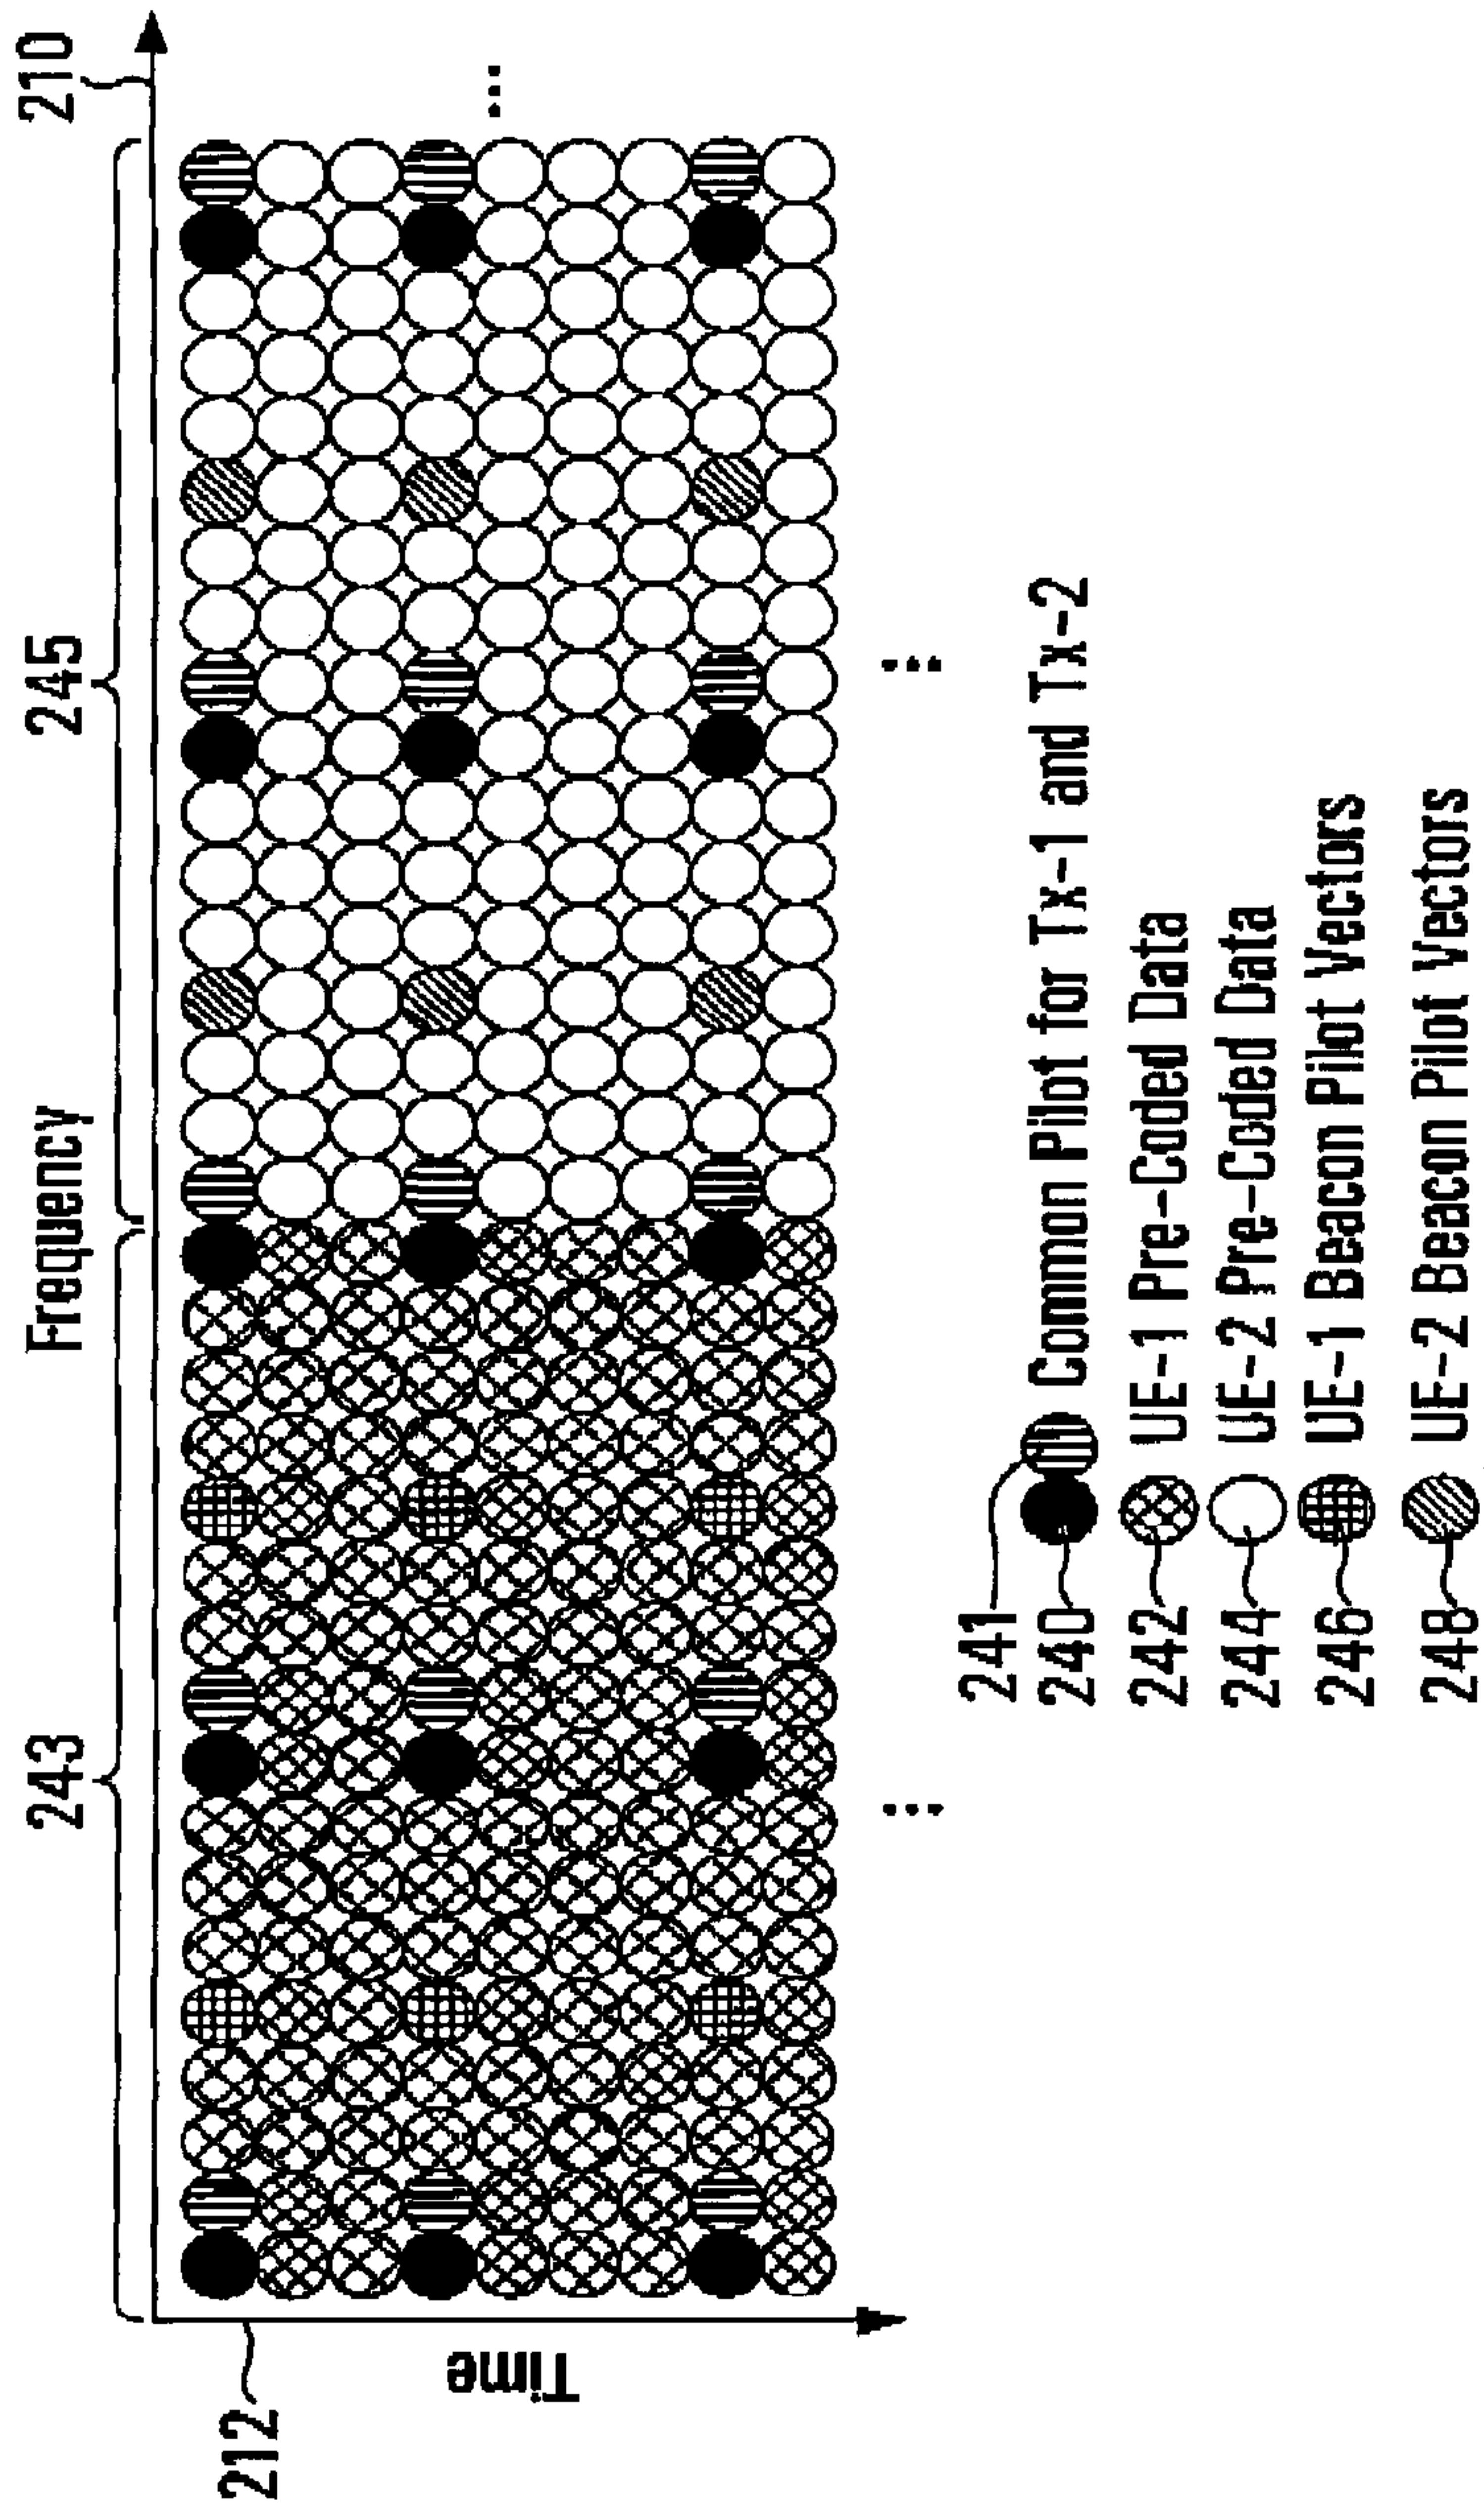 Frequency
210
243
245
212
Time
...
...
...
241
240 Common Pilot for Tx-1 and Tx-2
242 UE-1 Pre-Coded Data
244 UE-2 Pre-Coded Data
246 UE-1 Beacon Pilot Vectors
248 UE-2 Beacon pilot vectors